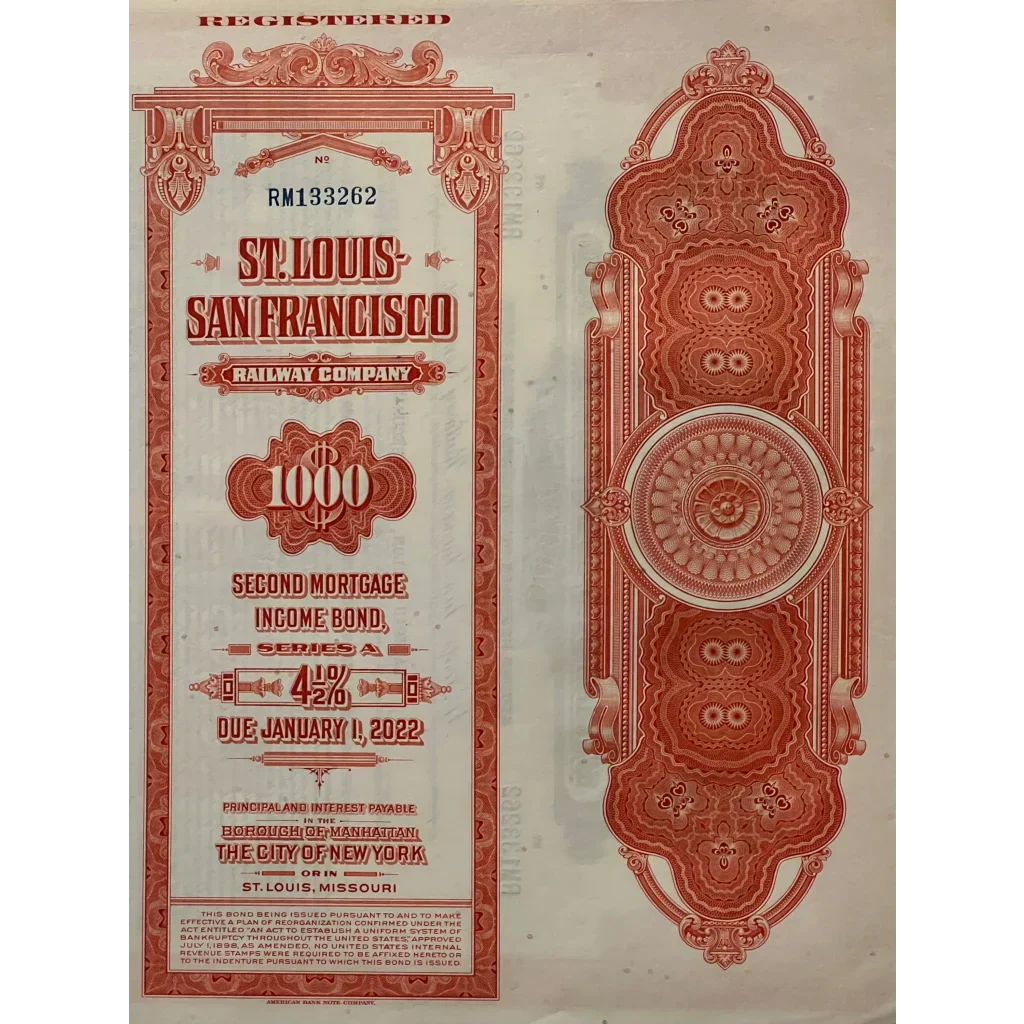 REGISTERED
Nº
RM133262
ST. LOUIS-
SAN FRANCISCO
RAILWAY COMPANY
$1000
SECOND MORTGAGE
INCOME BOND,
SERIES A
4½%
DUE JANUARY 1, 2022
PRINCIPAL AND INTEREST PAYABLE
IN THE
BOROUGH OF MANHATTAN,
THE CITY OF NEW YORK
OR IN
ST. LOUIS, MISSOURI
THIS BOND BEING ISSUED PURSUANT TO AND TO MAKE
EFFECTIVE A PLAN OF REORGANIZATION CONFIRMED UNDER THE
ACT ENTITLED "AN ACT TO ESTABLISH A UNIFORM SYSTEM OF
BANKRUPTCY THROUGHOUT THE UNITED STATES," APPROVED
JULY 1, 1898, AS AMENDED, NO UNITED STATES INTERNAL
REVENUE STAMPS WERE REQUIRED TO BE AFFIXED HERETO OR
TO THE INDENTURE PURSUANT TO WHICH THIS BOND IS ISSUED.
AMERICAN BANK NOTE COMPANY.
RM133262
RM133262